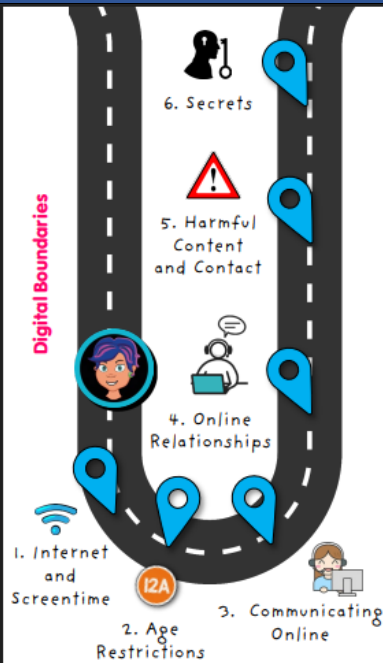 Digital Boundaries
1. Internet
and
Screentime
12A
2. Age
Restrictions
3. Communicating
Online
4. Online
Relationships
5. Harmful
Content
and Contact
6. Secrets